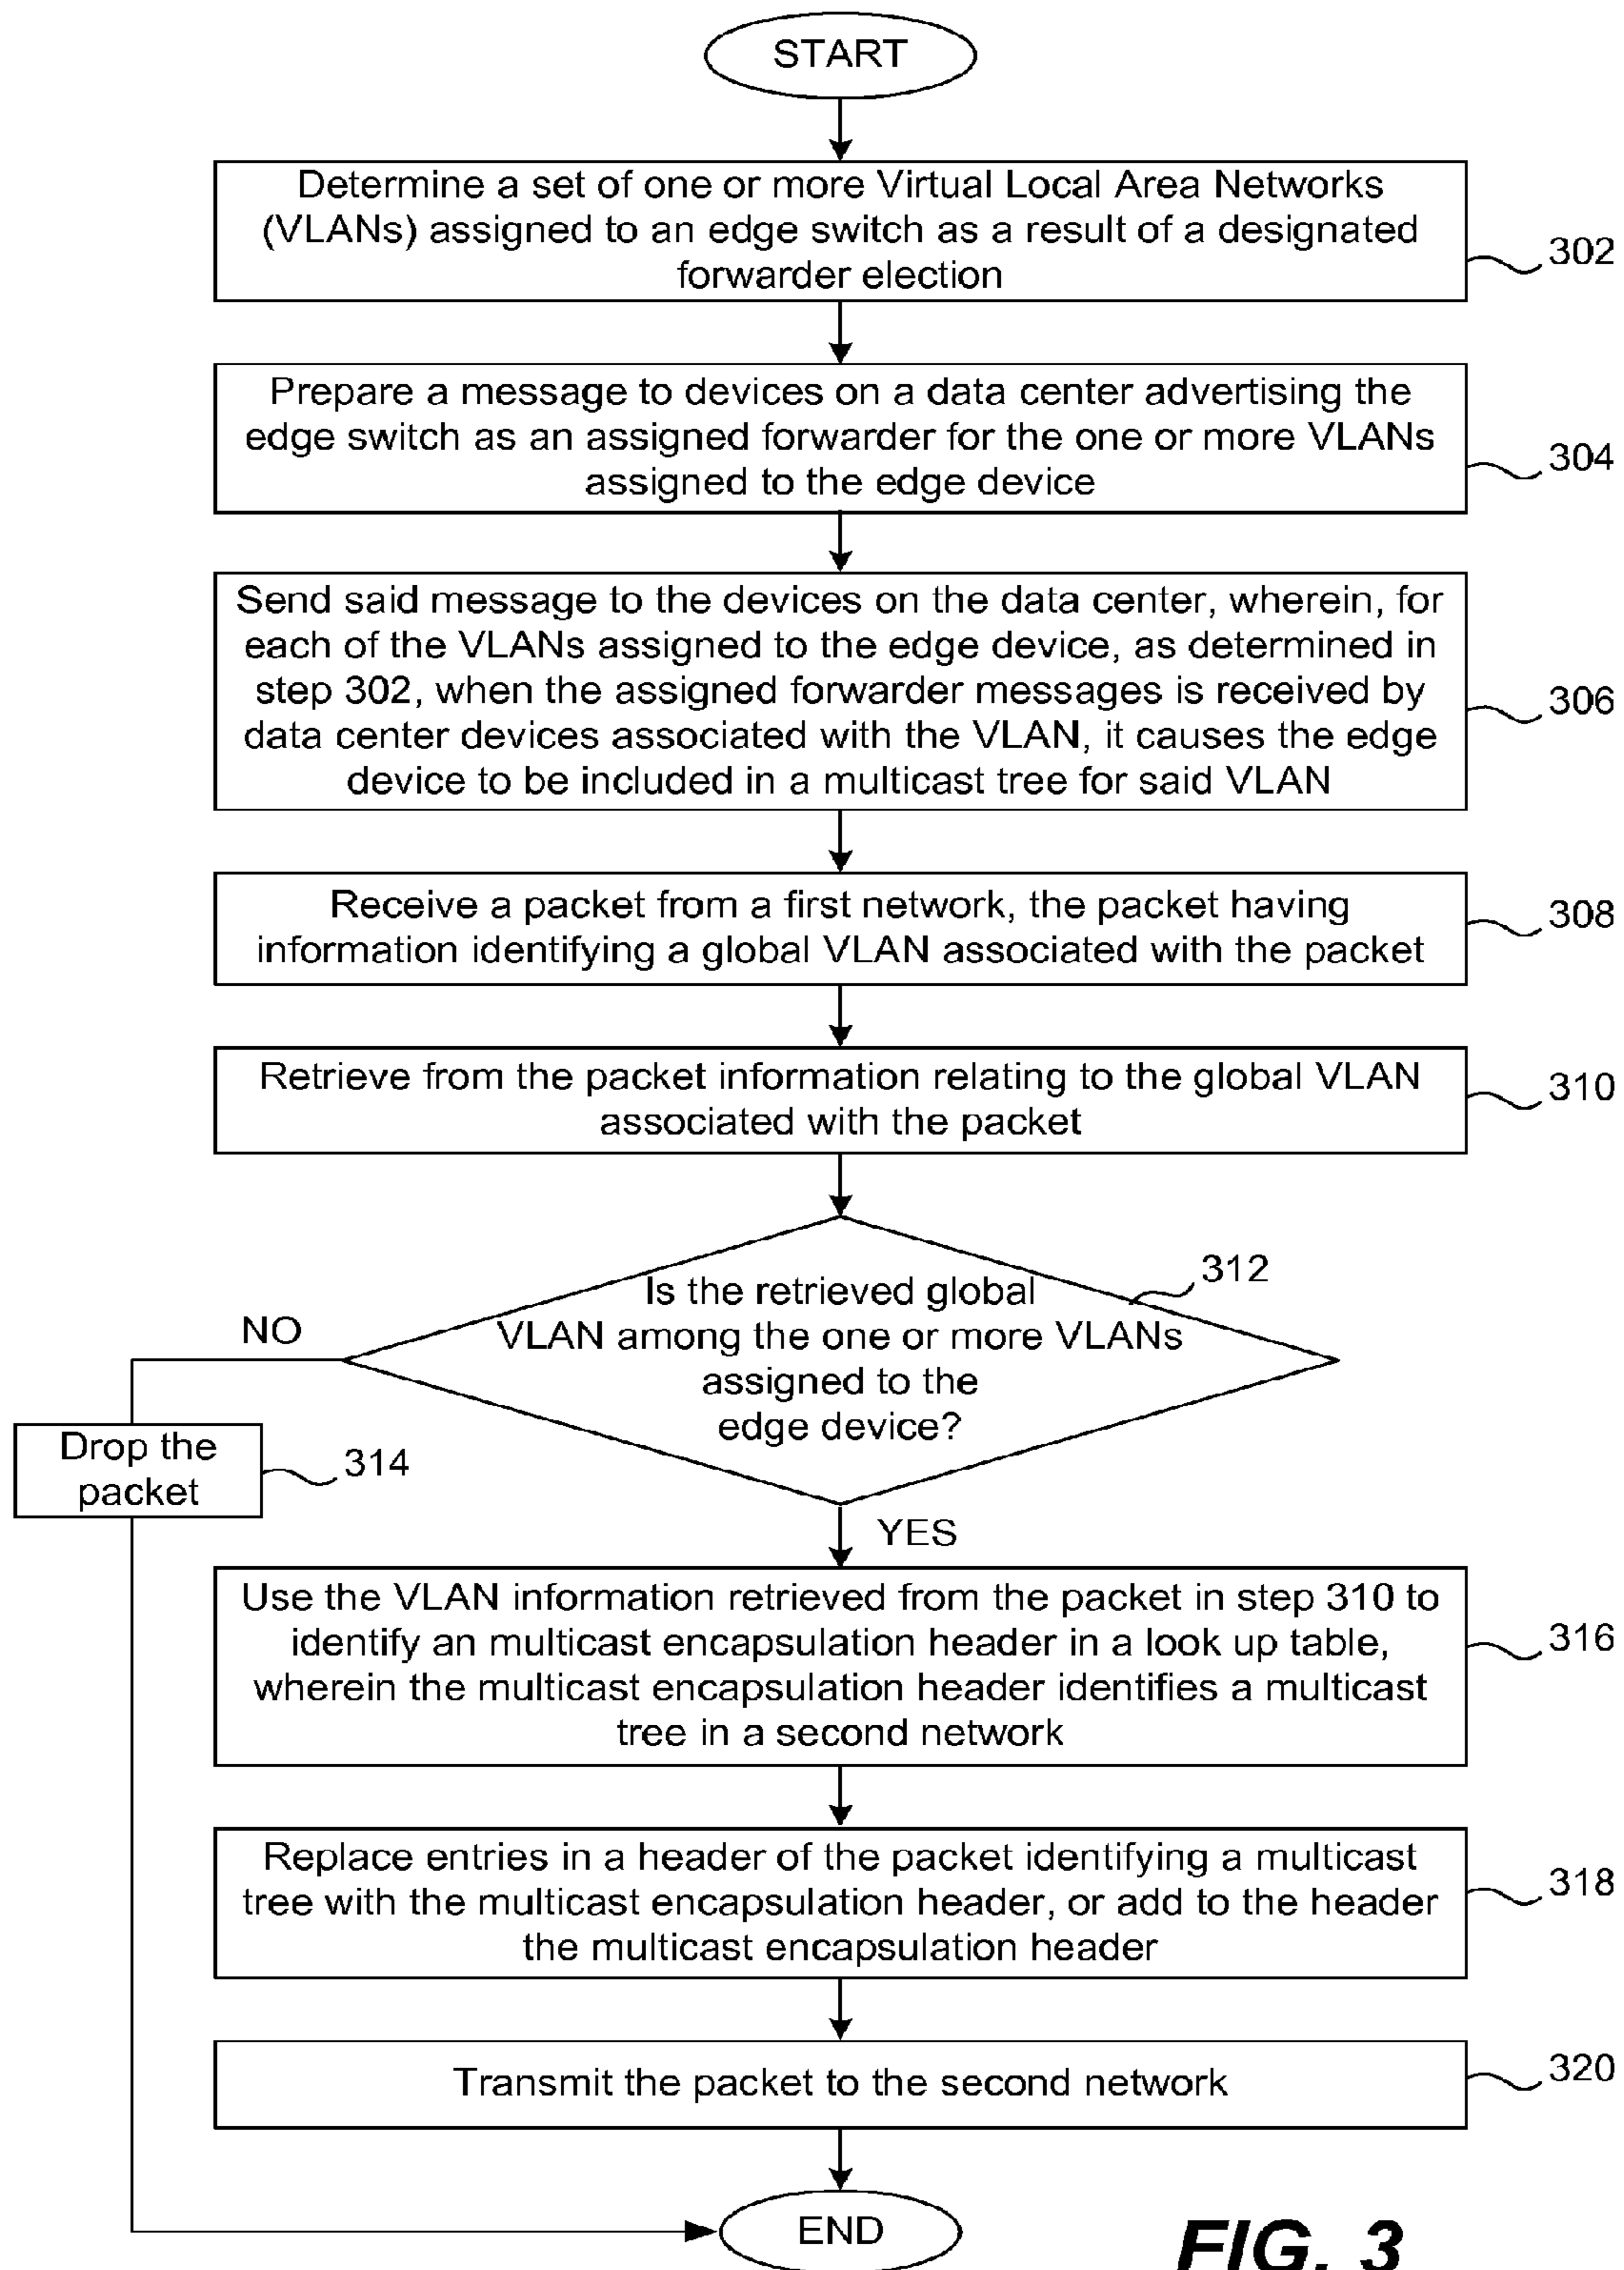 START
Determine a set of one or more Virtual Local Area Networks
(VLANs) assigned to an edge switch as a result of a designated
forwarder election
302
Prepare a message to devices on a data center advertising the
edge switch as an assigned forwarder for the one or more VLANs
assigned to the edge device
304
Send said message to the devices on the data center, wherein, for
each of the VLANs assigned to the edge device, as determined in
step 302, when the assigned forwarder messages is received by
data center devices associated with the VLAN, it causes the edge
device to be included in a multicast tree for said VLAN
306
Receive a packet from a first network, the packet having
information identifying a global VLAN associated with the packet
308
Retrieve from the packet information relating to the global VLAN
associated with the packet
310
Is the retrieved global
VLAN among the one or more VLANs
assigned to the
edge device?
312
NO
Drop the
packet
314
YES
Use the VLAN information retrieved from the packet in step 310 to
identify an multicast encapsulation header in a look up table,
wherein the multicast encapsulation header identifies a multicast
tree in a second network
316
Replace entries in a header of the packet identifying a multicast
tree with the multicast encapsulation header, or add to the header
the multicast encapsulation header
318
Transmit the packet to the second network
320
END
FIG. 3